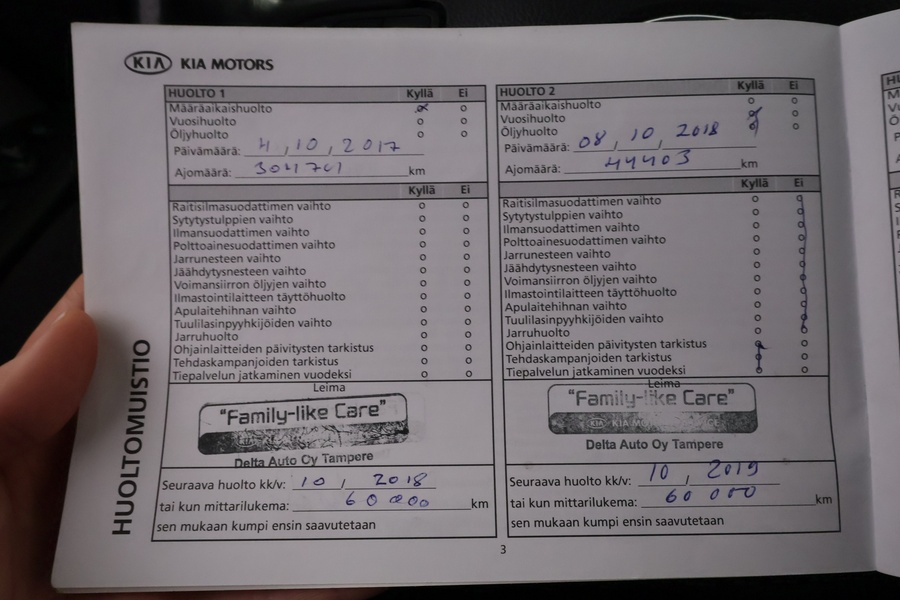 KIA KIA MOTORS
HUOLTOMUISTIO
HUOLTO 1 Kyllä Ei
Määräaikaishuolto
Vuosihuolto
Öljyhuolto
Päivämäärä: 4, 10, 2017
Ajomäärä: km
Kyllä Ei
Raitisilmasuodattimen vaihto
Sytytystulppien vaihto
Ilmansuodattimen vaihto
Polttoainesuodattimen vaihto
Jarrunesteen vaihto
Jäähdytysnesteen vaihto
Voimansiirron öljyjen vaihto
Ilmastointilaitteen täyttöhuolto
Apulaitehihnan vaihto
Tuulilasinpyyhkijöiden vaihto
Jarruhuolto
Ohjainlaitteiden päivitysten tarkistus
Tehdaskampanjoiden tarkistus
Tiepalvelun jatkaminen vuodeksi
Leima
"Family-like Care"
Delta Auto Oy Tampere
Seuraava huolto kk/v: 10, 2018
tai kun mittarilukema: 60 000 km
sen mukaan kumpi ensin saavutetaan
HUOLTO 2 Kyllä Ei
Määräaikaishuolto
Vuosihuolto
Öljyhuolto
Päivämäärä: 08, 10, 2018
Ajomäärä: 44403 km
Kyllä Ei
Raitisilmasuodattimen vaihto
Sytytystulppien vaihto
Ilmansuodattimen vaihto
Polttoainesuodattimen vaihto
Jarrunesteen vaihto
Jäähdytysnesteen vaihto
Voimansiirron öljyjen vaihto
Ilmastointilaitteen täyttöhuolto
Apulaitehihnan vaihto
Tuulilasinpyyhkijöiden vaihto
Jarruhuolto
Ohjainlaitteiden päivitysten tarkistus
Tehdaskampanjoiden tarkistus
Tiepalvelun jatkaminen vuodeksi
Leima
"Family-like Care"
KIA
Delta Auto Oy Tampere
Seuraava huolto kk/v: 10, 2019
tai kun mittarilukema: 60 000 km
sen mukaan kumpi ensin saavutetaan
3